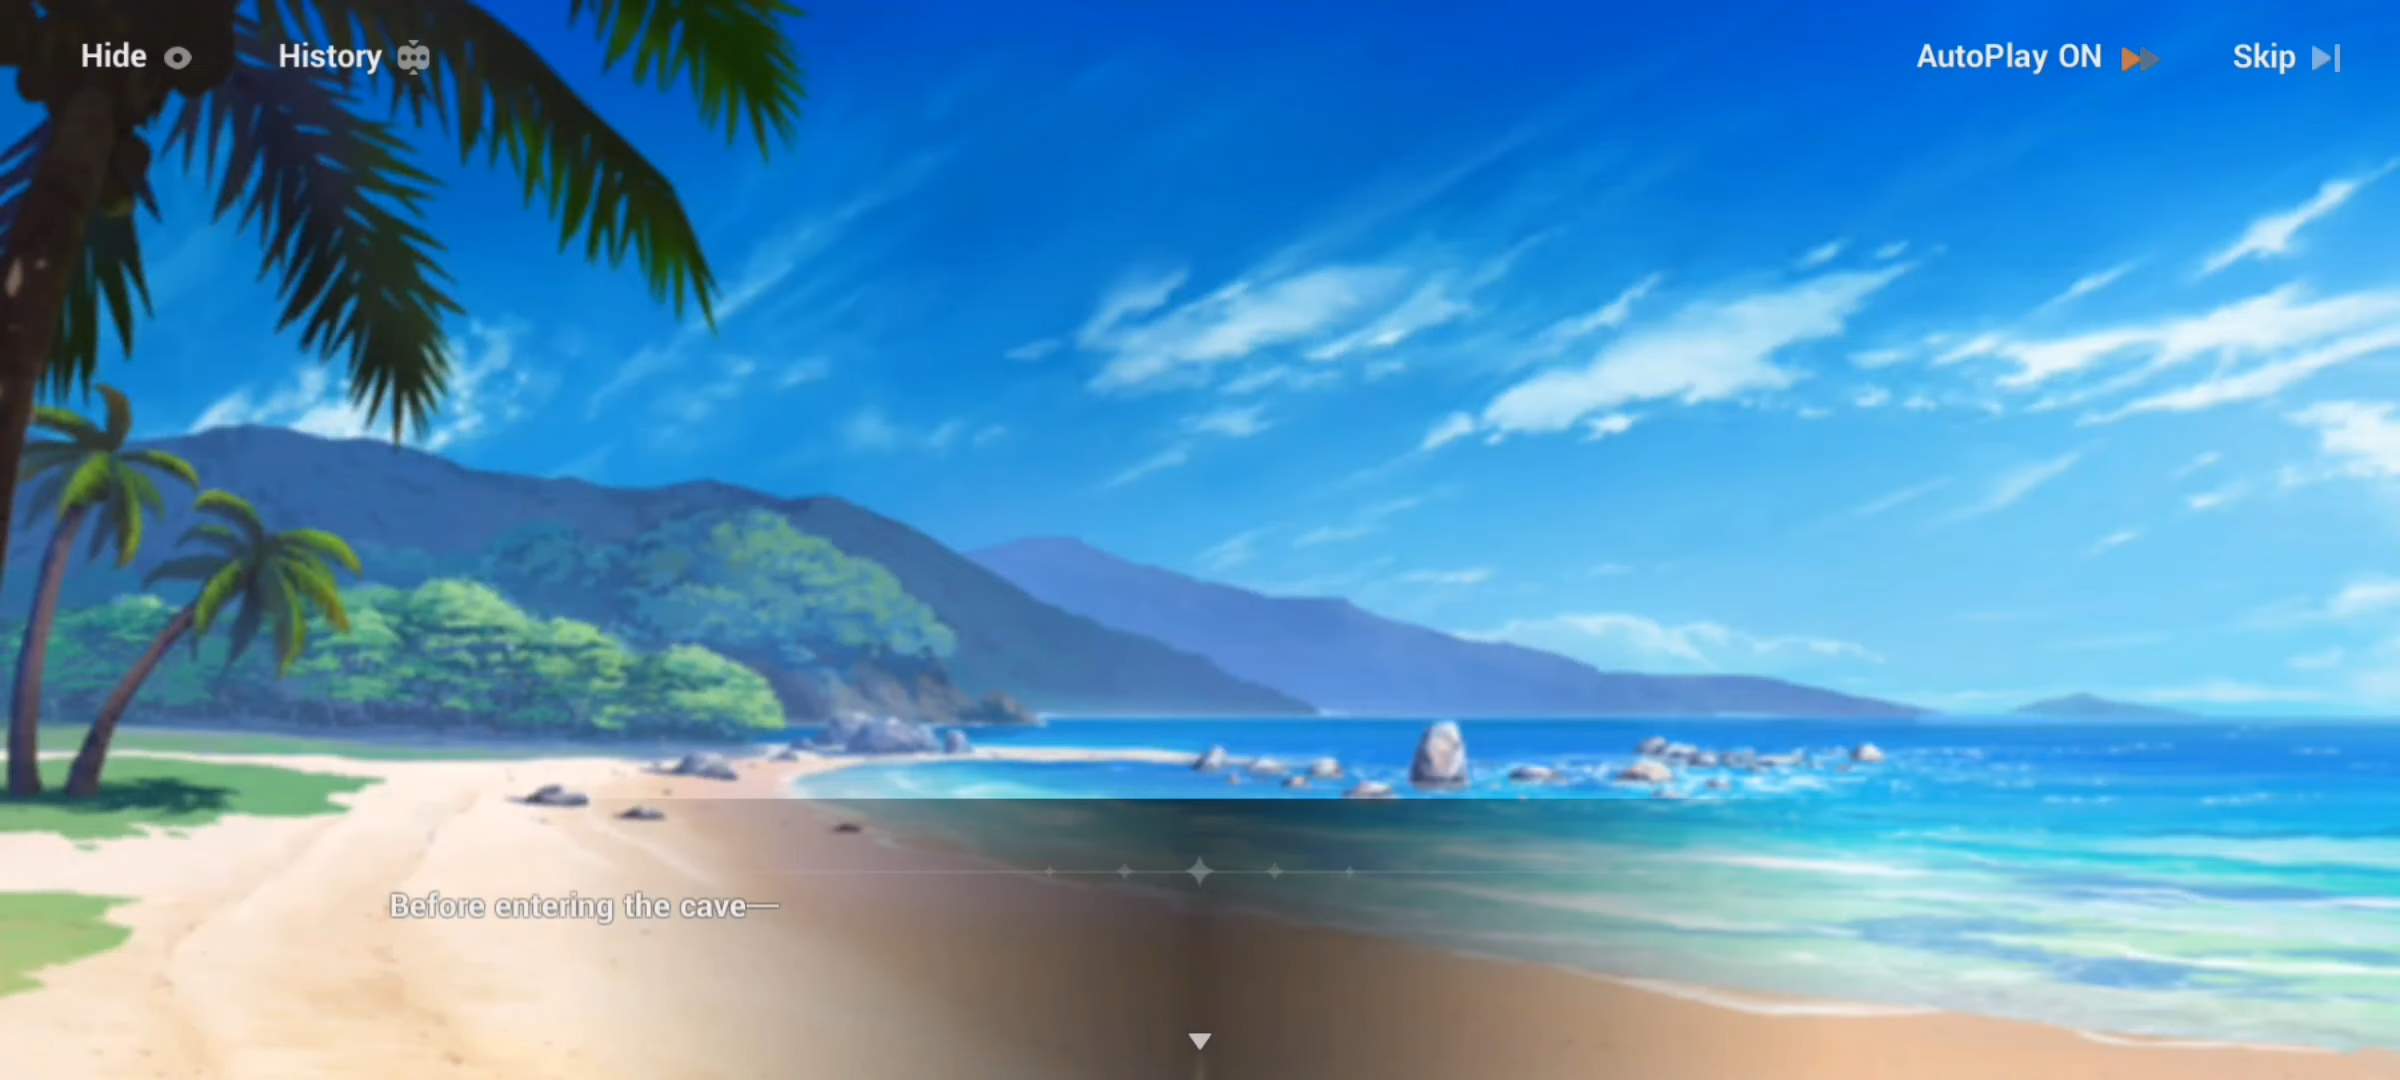 Hide
History
AutoPlay ON
Skip
Before entering the cave—